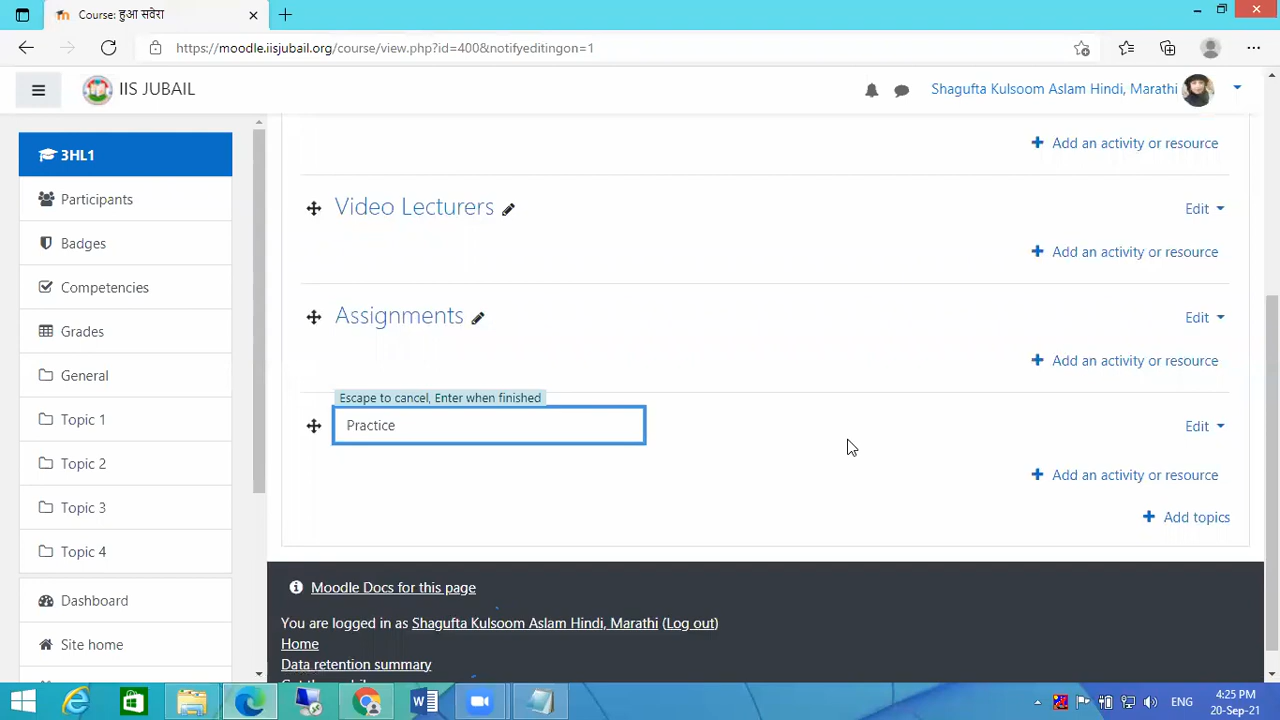 Course: हुआ सवेरा
https://moodle.iisjubail.org/course/view.php?id=400&notifyeditingon=1
IIS JUBAIL
Shagufta Kulsoom Aslam Hindi, Marathi
3HL1
Participants
Badges
Competencies
Grades
General
Topic 1
Topic 2
Topic 3
Topic 4
Dashboard
Site home
Add an activity or resource
Video Lecturers
Edit
Add an activity or resource
Assignments
Edit
Add an activity or resource
Escape to cancel, Enter when finished
Practice
Edit
Add an activity or resource
Add topics
Moodle Docs for this page
You are logged in as Shagufta Kulsoom Aslam Hindi, Marathi (Log out)
Home
Data retention summary
ENG
4:25 PM
20-Sep-21